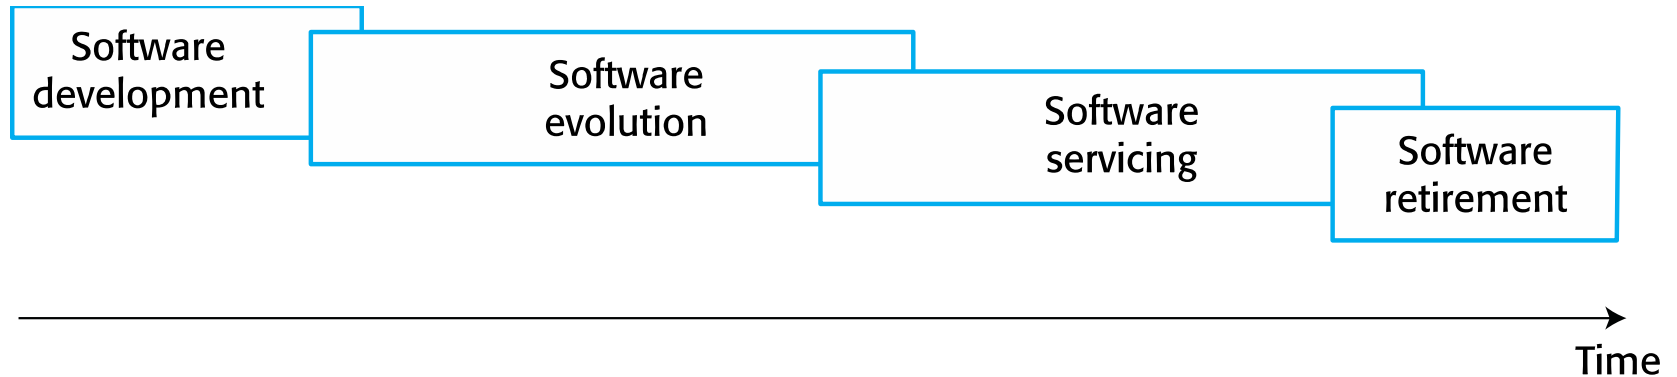 Software
development
Software
evolution
Software
servicing
Software
retirement
Time